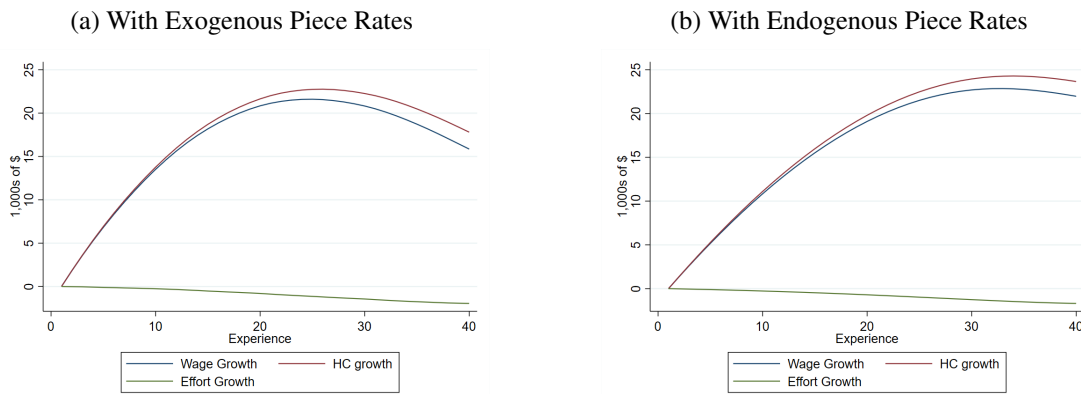 (a) With Exogenous Piece Rates
(b) With Endogenous Piece Rates
1,000s of $
25
20
15
10
5
0
0
10
20
30
40
Experience
Wage Growth
HC growth
Effort Growth
1,000s of $
25
20
15
10
5
0
0
10
20
30
40
Experience
Wage Growth
HC growth
Effort Growth